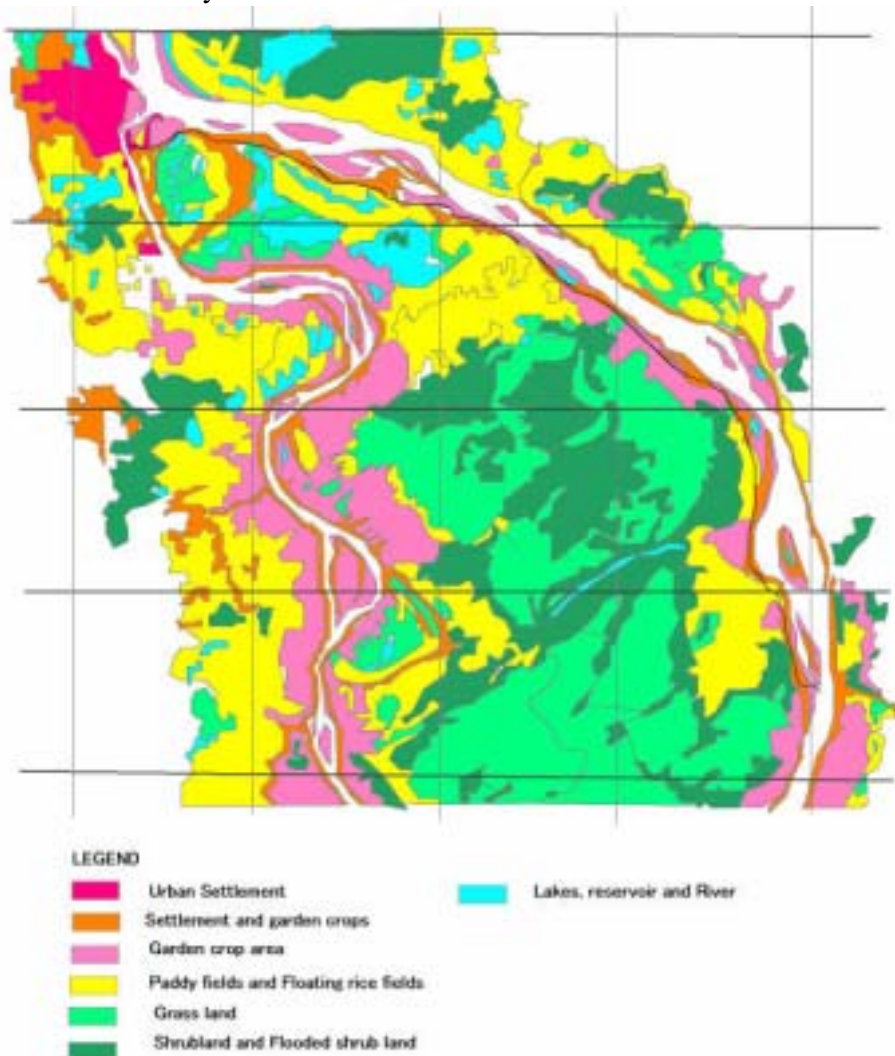 LEGEND
Urban Settlement
Settlement and garden crops
Garden crop area
Paddy fields and Floating rice fields
Grass land
Shrubland and Flooded shrub land
Lakes, reservoir and River